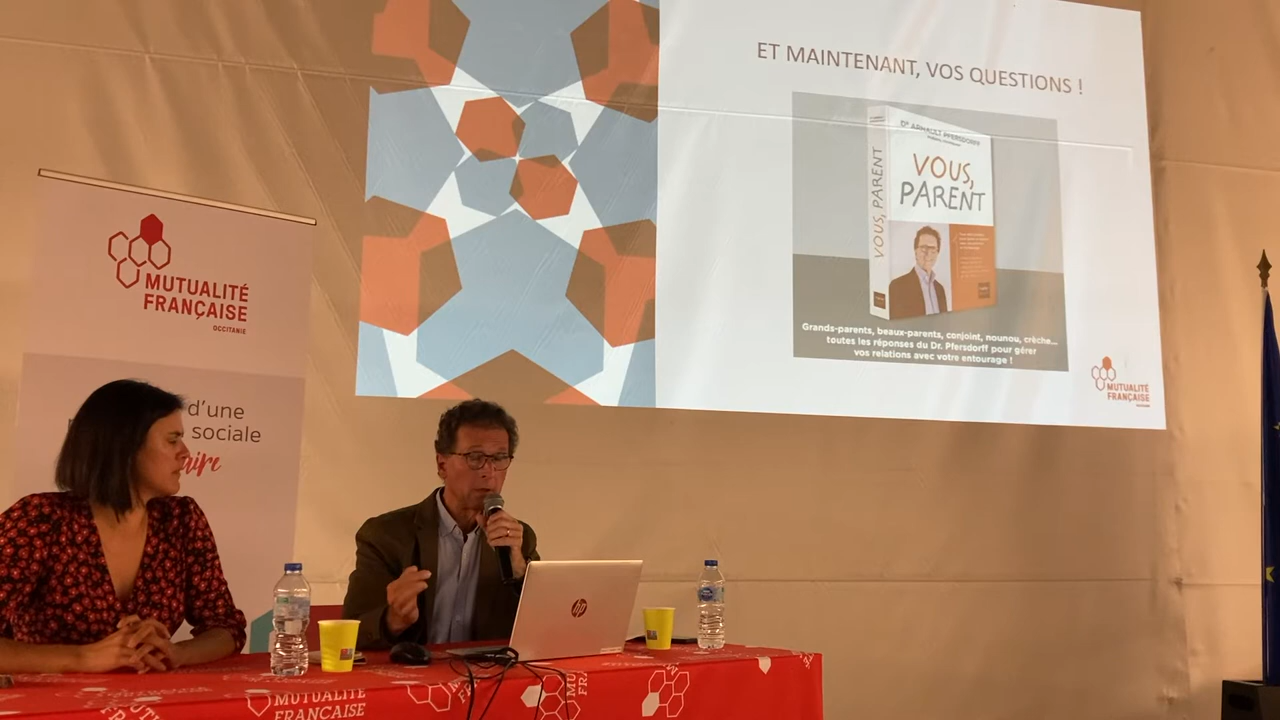 ET MAINTENANT, VOS QUESTIONS !
Dr ARNAULT PFERSDORFF
VOUS,
PARENT
VOUS, PARENT
Grands-parents, beaux-parents, conjoint, nounou, crèche...
toutes les réponses du Dr. Pfersdorff pour gérer
vos relations avec votre entourage !
MUTUALITÉ
FRANÇAISE
OCCITANIE
MUTUALITÉ
FRANÇAISE
OCCITANIE
d'une
sociale
hp
MUTUALITÉ
FRANÇAISE